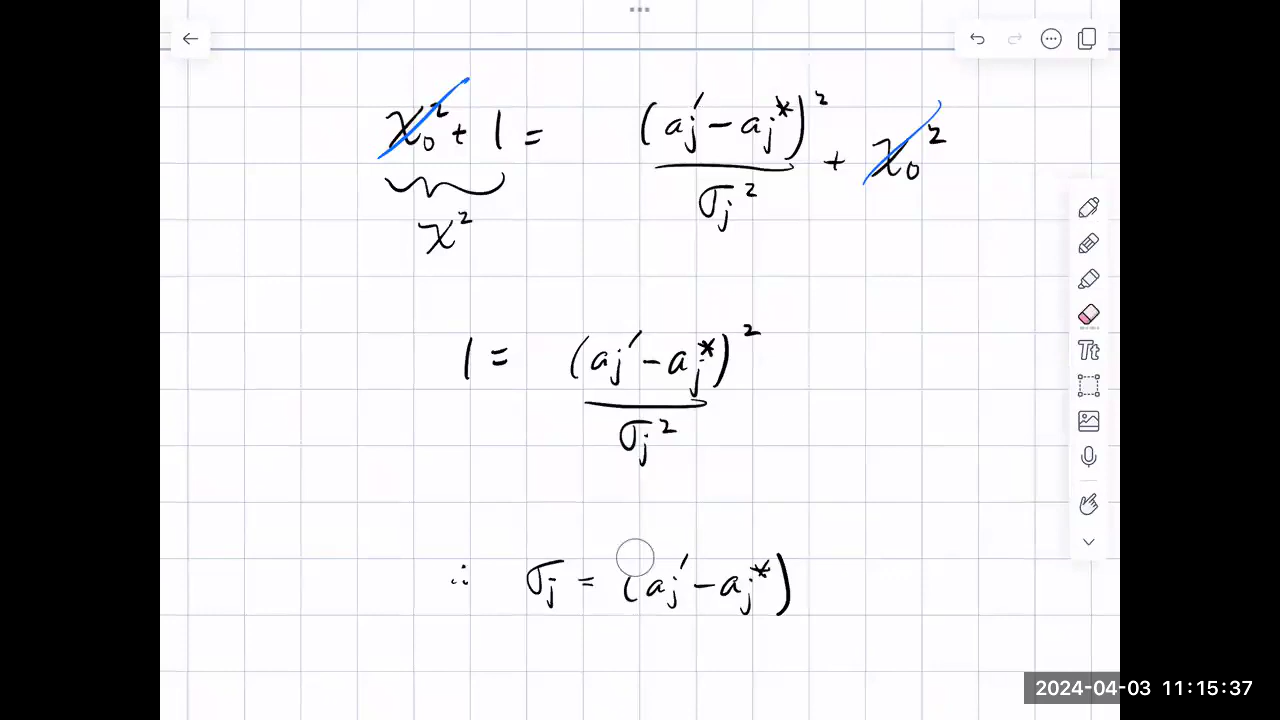 χ₀² + 1 = (aj′ − aj*)² / σj² + χ₀²
χ²
1 = (aj′ − aj*)² / σj²
∴ σj = (aj′ − aj*)
Tt
2024-04-03 11:15:37